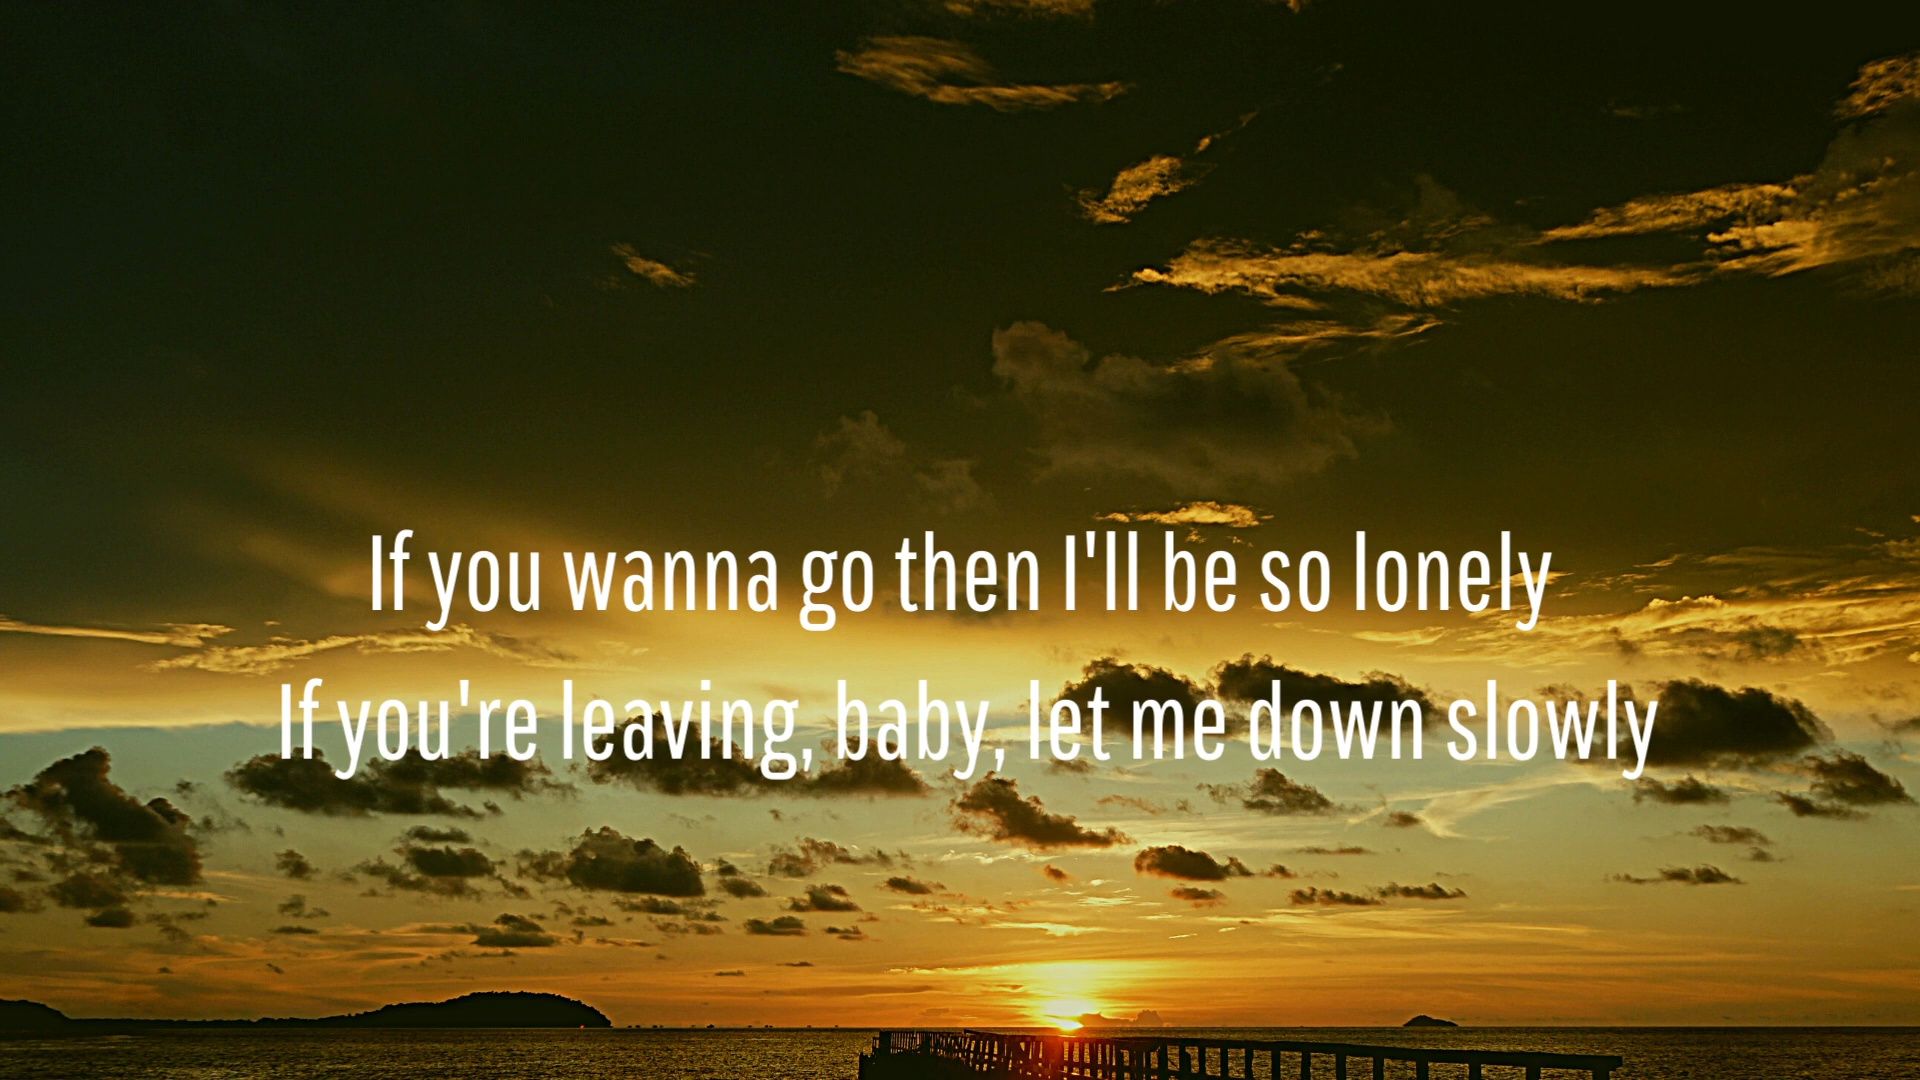 If you wanna go then I'll be so lonely
If you're leaving, baby, let me down slowly